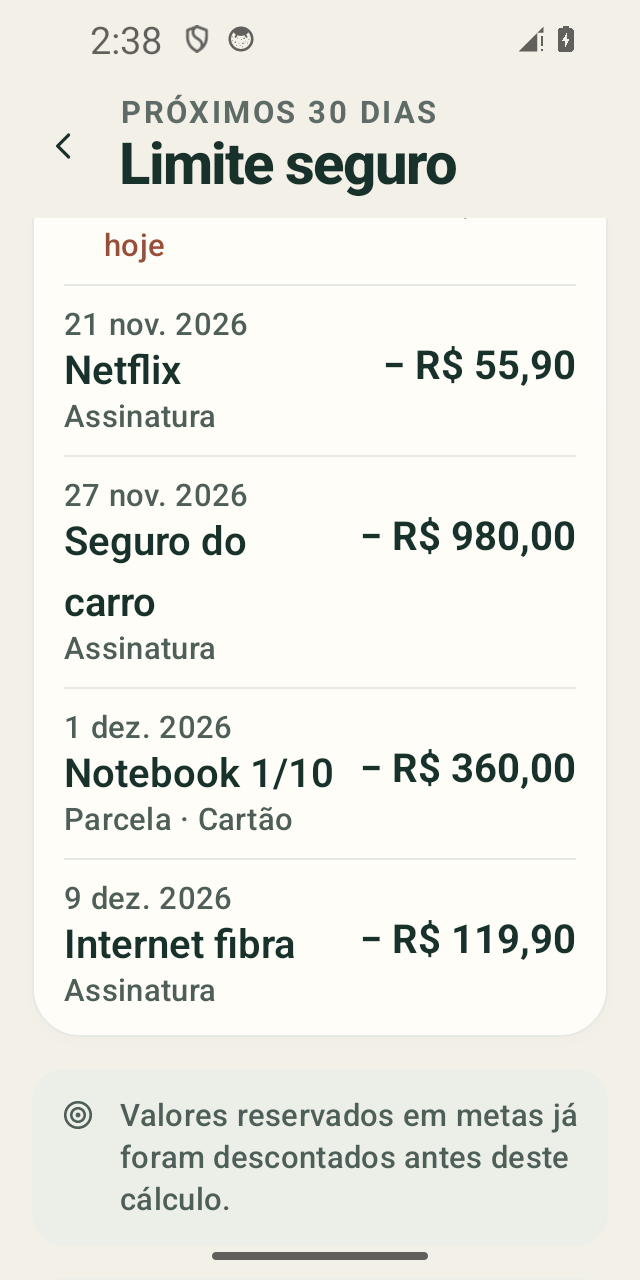 2:38
PRÓXIMOS 30 DIAS
Limite seguro
hoje
21 nov. 2026
Netflix
− R$ 55,90
Assinatura
27 nov. 2026
Seguro do
carro
− R$ 980,00
Assinatura
1 dez. 2026
Notebook 1/10
− R$ 360,00
Parcela · Cartão
9 dez. 2026
Internet fibra
− R$ 119,90
Assinatura
Valores reservados em metas já
foram descontados antes deste
cálculo.